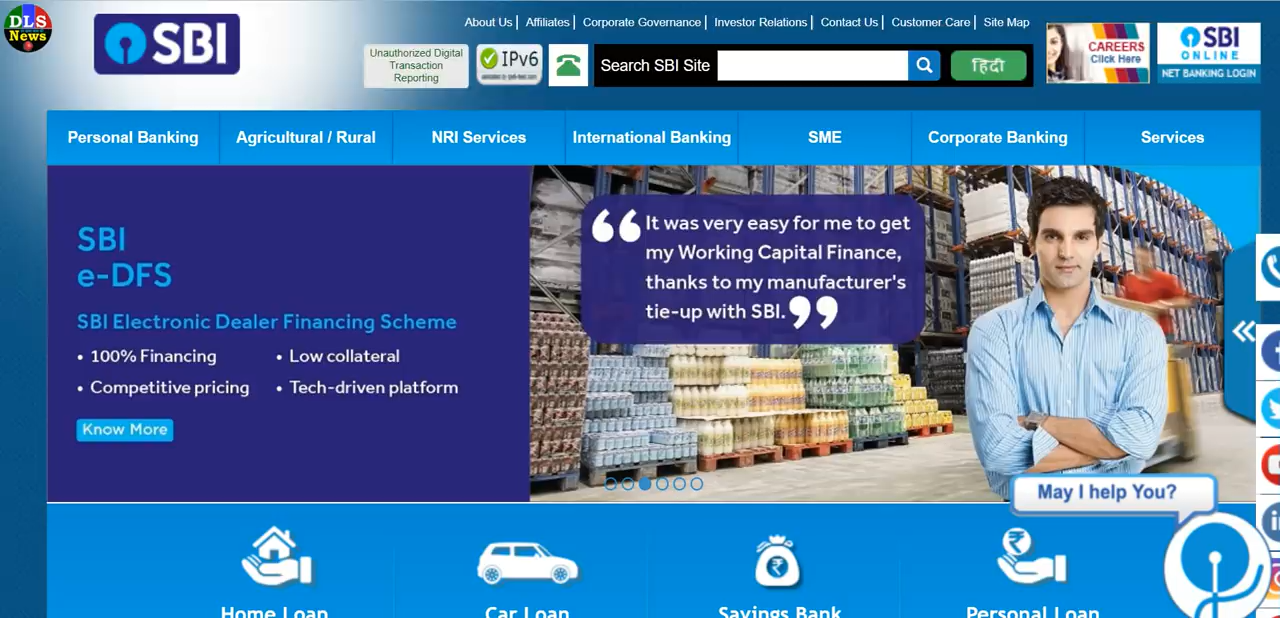 DLS
News
SBI
About Us
Affiliates
Corporate Governance
Investor Relations
Contact Us
Customer Care
Site Map
Unauthorized Digital
Transaction
Reporting
IPv6
Search SBI Site
हिंदी
CAREERS
Click Here
SBI
ONLINE
NET BANKING LOGIN
Personal Banking
Agricultural / Rural
NRI Services
International Banking
SME
Corporate Banking
Services
SBI
e-DFS
SBI Electronic Dealer Financing Scheme
• 100% Financing
• Low collateral
• Competitive pricing
• Tech-driven platform
Know More
“It was very easy for me to get
my Working Capital Finance,
thanks to my manufacturer's
tie-up with SBI.”
May I help You?
Home Loan
Car Loan
Savings Bank
Personal Loan